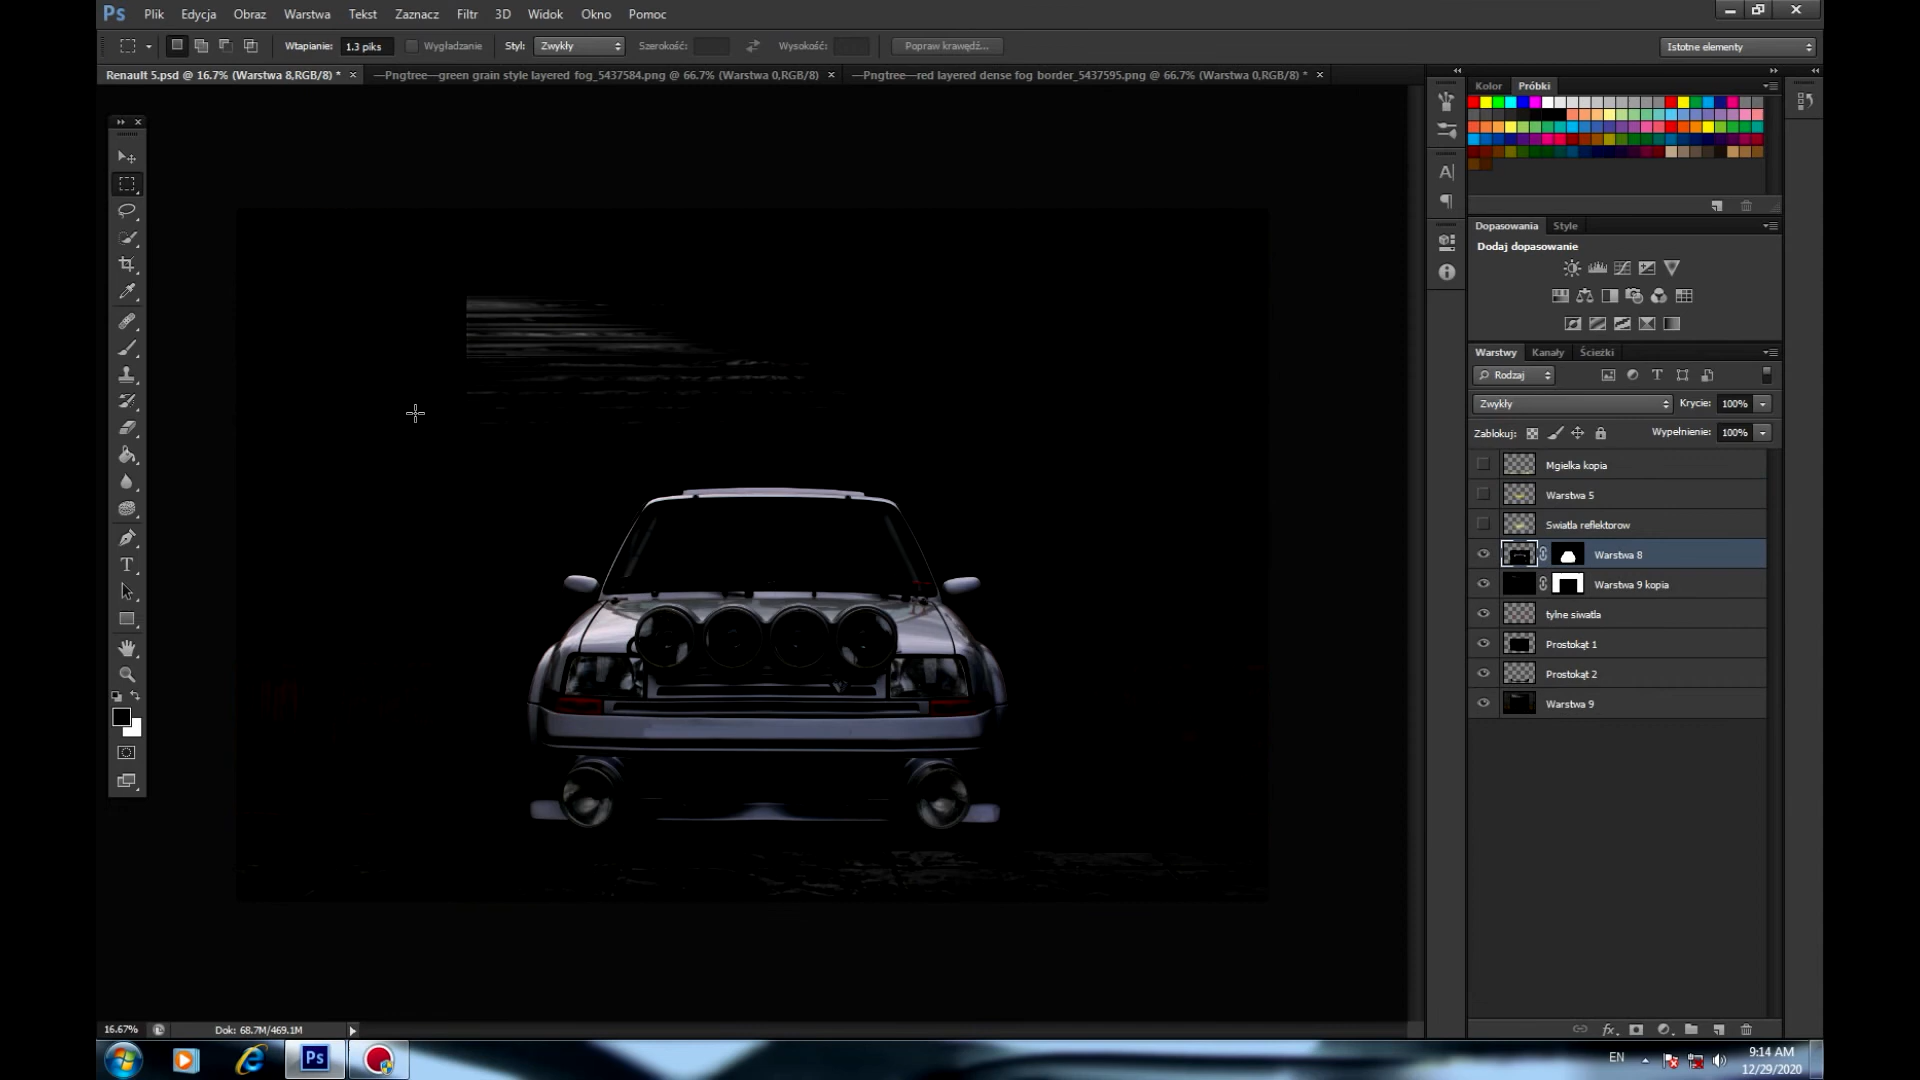 Ps Plik Edycja Obraz Warstwa Tekst Zaznacz Filtr 3D Widok Okno Pomoc
Wtapianie: 1.3 piks Wygładzanie Styl: Zwykły Szerokość: Wysokość: Popraw krawędź... Istotne elementy
Renault 5.psd @ 16.7% (Warstwa 8,RGB/8) * × —Pngtree—green grain style layered fog_5437584.png @ 66.7% (Warstwa 0,RGB/8) × —Pngtree—red layered dense fog border_5437595.png @ 66.7% (Warstwa 0,RGB/8) * ×
Kolor Próbki
Dopasowania Style
Dodaj dopasowanie
Warstwy Kanały Ścieżki
Rodzaj
Zwykły Krycie: 100%
Zablokuj: Wypełnienie: 100%
Mgielka kopia
Warstwa 5
Swiatla reflektorow
Warstwa 8
Warstwa 9 kopia
tylne siwatla
Prostokąt 1
Prostokąt 2
Warstwa 9
16.67% Dok: 68.7M/469.1M
Ps EN 9:14 AM
12/29/2020